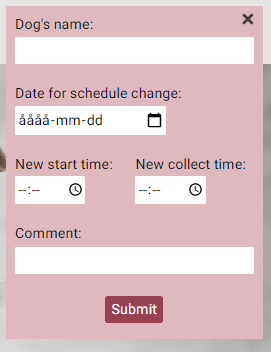 Dog's name:
Date for schedule change:
åååå-mm-dd
New start time: New collect time:
--:-- --:--
Comment:
Submit